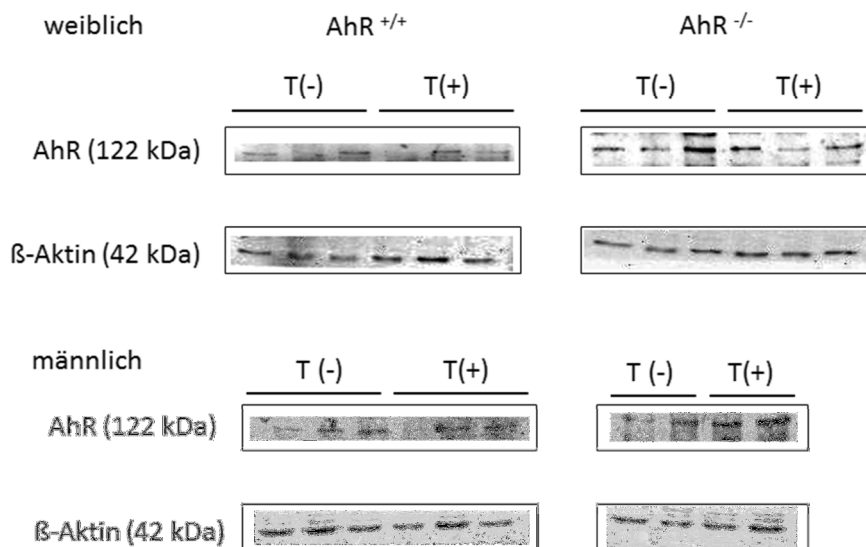 weiblich AhR +/+ AhR -/-
T(-) T(+) T(-) T(+)
AhR (122 kDa)
ß-Aktin (42 kDa)
männlich
T (-) T(+) T (-) T(+)
AhR (122 kDa)
ß-Aktin (42 kDa)